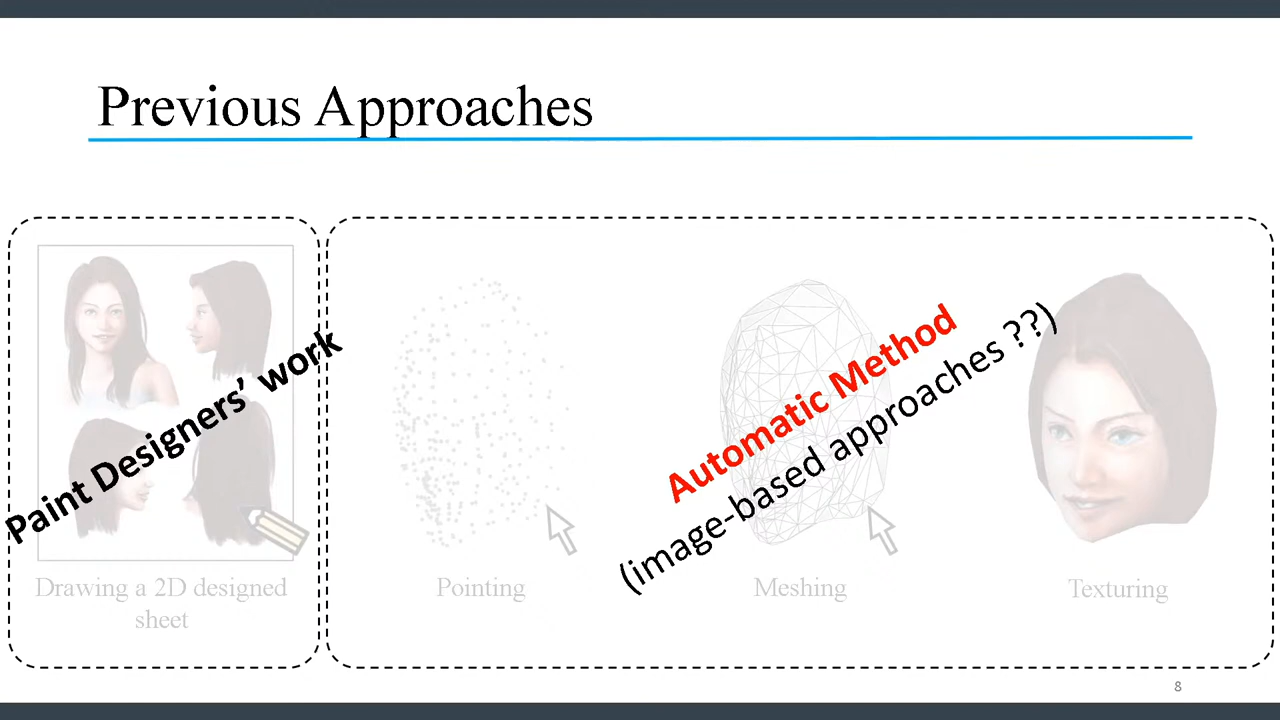 Previous Approaches
Paint Designers’ work
Automatic Method
(image-based approaches ??)
Drawing a 2D designed
sheet
Pointing
Meshing
Texturing
8